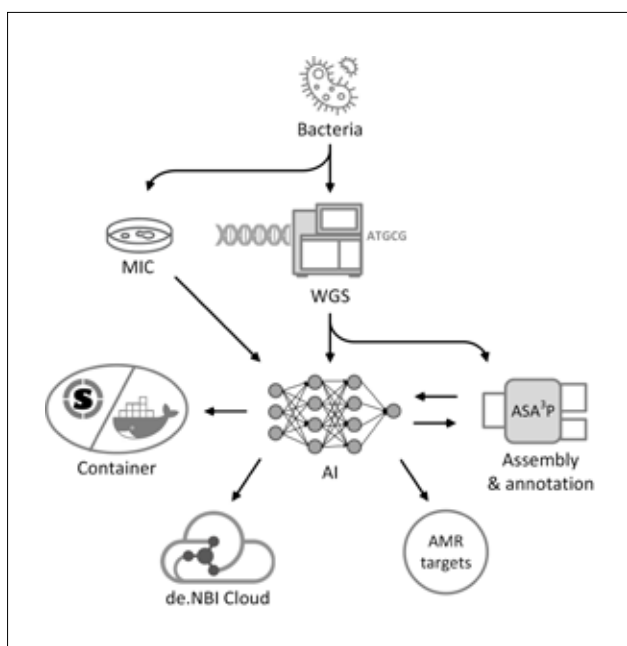 Bacteria
ATGCG
MIC
WGS
S
ASA³P
Container
AI
Assembly
& annotation
AMR
targets
de.NBI Cloud